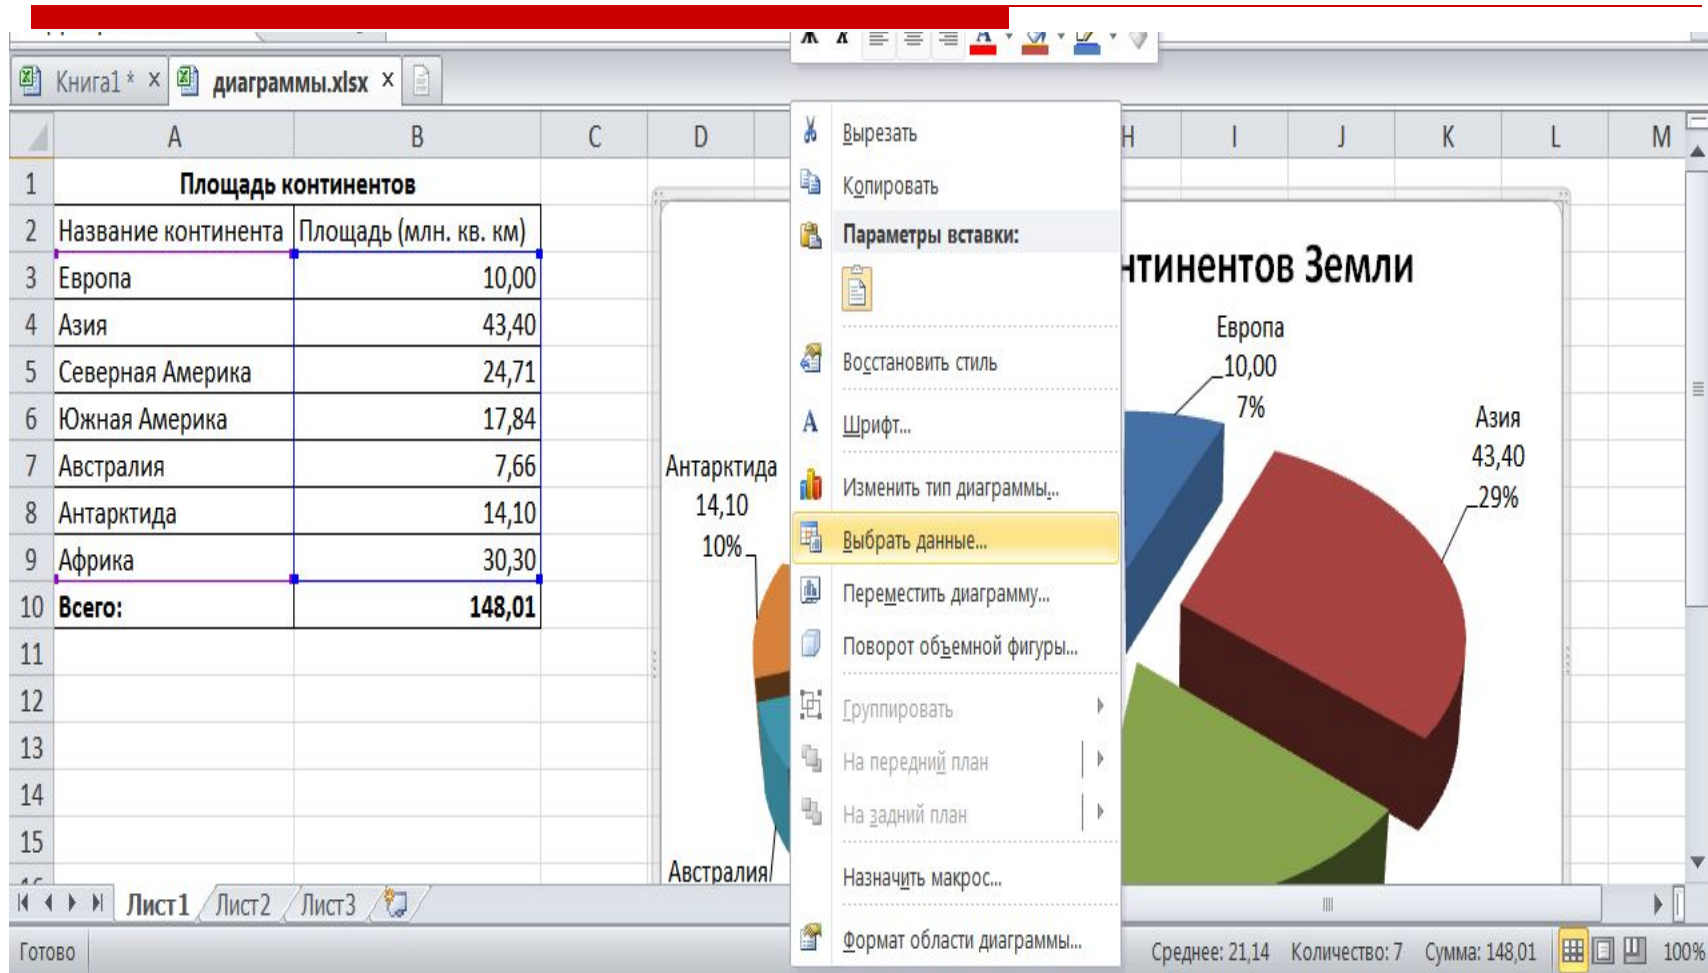 Книга1 *
диаграммы.xlsx
A B C D H I J K L M
1 Площадь континентов
2 Название континента Площадь (млн. кв. км)
3 Европа 10,00
4 Азия 43,40
5 Северная Америка 24,71
6 Южная Америка 17,84
7 Австралия 7,66
8 Антарктида 14,10
9 Африка 30,30
10 Всего: 148,01
11
12
13
14
15
Вырезать
Копировать
Параметры вставки:
Восстановить стиль
Шрифт...
Изменить тип диаграммы...
Выбрать данные...
Переместить диаграмму...
Поворот объемной фигуры...
Группировать
На передний план
На задний план
Назначить макрос...
Формат области диаграммы...
нтинентов Земли
Европа
10,00
7%
Азия
43,40
29%
Антарктида
14,10
10%
Австралия
Лист1 Лист2 Лист3
Готово
Среднее: 21,14 Количество: 7 Сумма: 148,01 100%